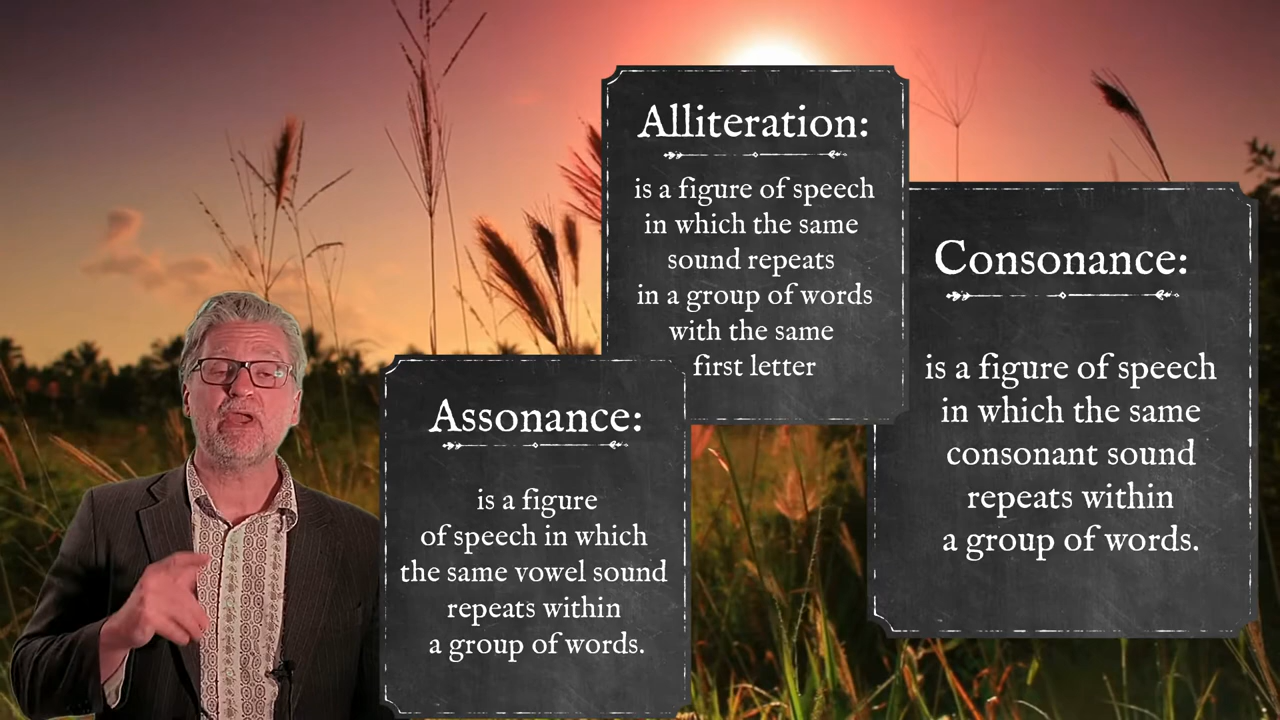 Alliteration:
is a figure of speech
in which the same
sound repeats
in a group of words
with the same
first letter
Consonance:
is a figure of speech
in which the same
consonant sound
repeats within
a group of words.
Assonance:
is a figure
of speech in which
the same vowel sound
repeats within
a group of words.